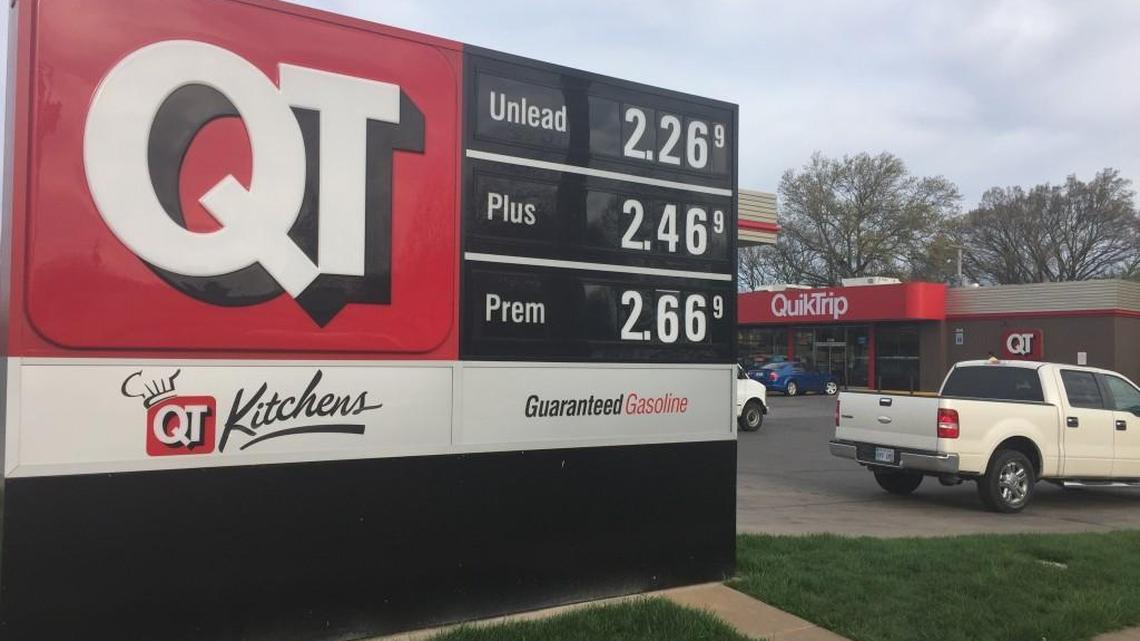 QT
Unlead 2.26 9
Plus 2.46 9
Prem 2.66 9
QT Kitchens
Guaranteed Gasoline
QuikTrip
QT